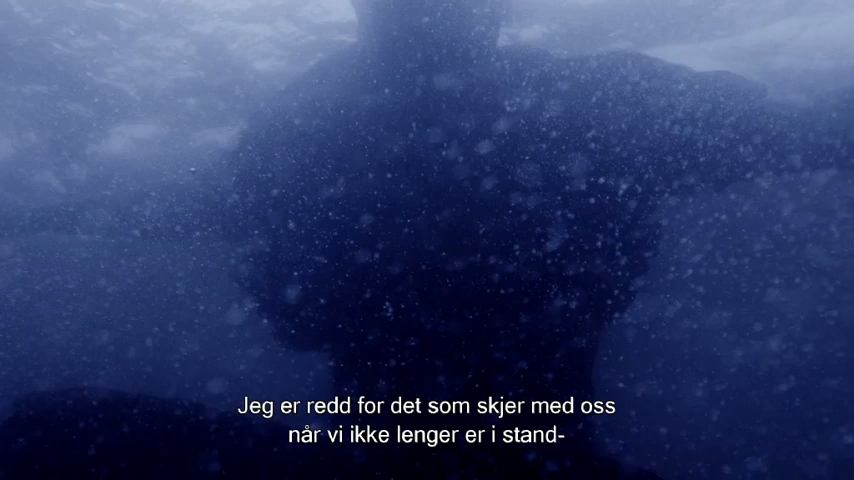 Jeg er redd for det som skjer med oss
når vi ikke lenger er i stand-